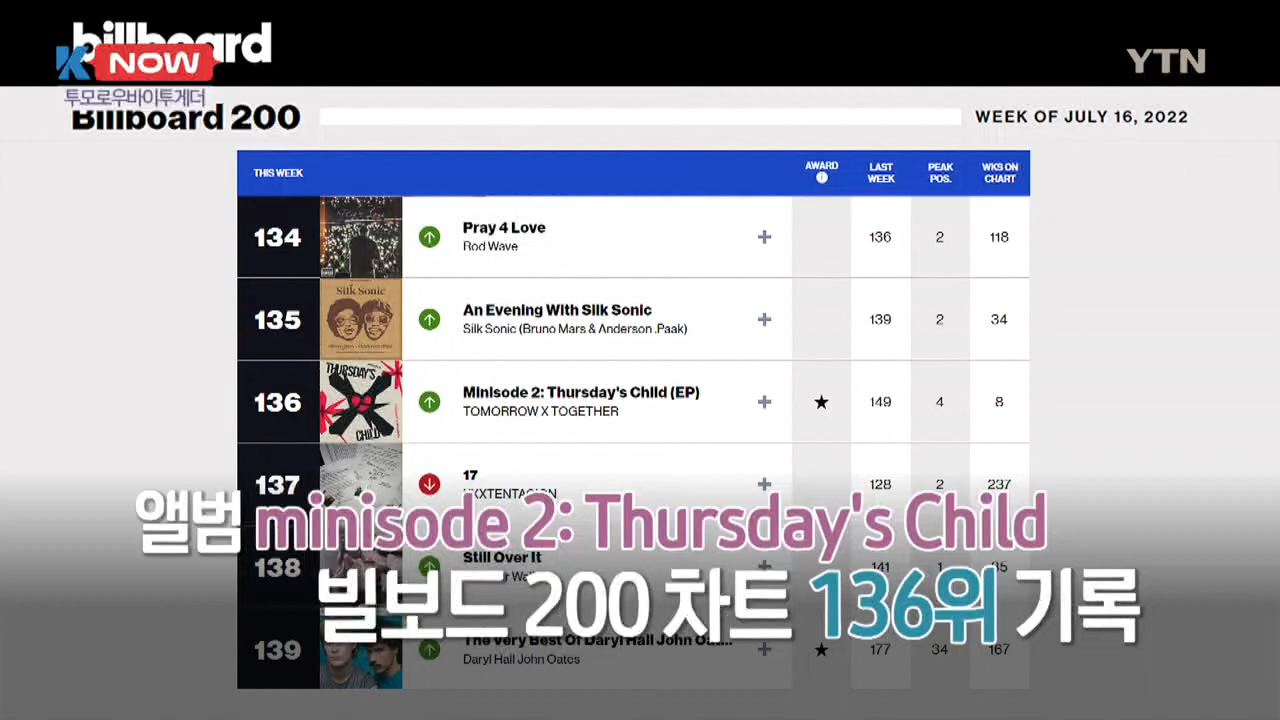 billboard
K NOW
YTN
투모로우바이투게더
Billboard 200
WEEK OF JULY 16, 2022
THIS WEEK AWARD LAST WEEK PEAK POS. WKS ON CHART
134 Pray 4 Love 136 2 118
Rod Wave
135 An Evening With Silk Sonic 139 2 34
Silk Sonic (Bruno Mars & Anderson .Paak)
THURSDAY'S CHILD
136 Minisode 2: Thursday's Child (EP) ★ 149 4 8
TOMORROW X TOGETHER
137 17 128 2 237
앨범 minisode 2: Thursday's Child
138 Still Over It 141 1
빌보드 200 차트 136위 기록
139 The Very Best Of Daryl Hall John Oat... ★ 177 34 167
Daryl Hall John Oates